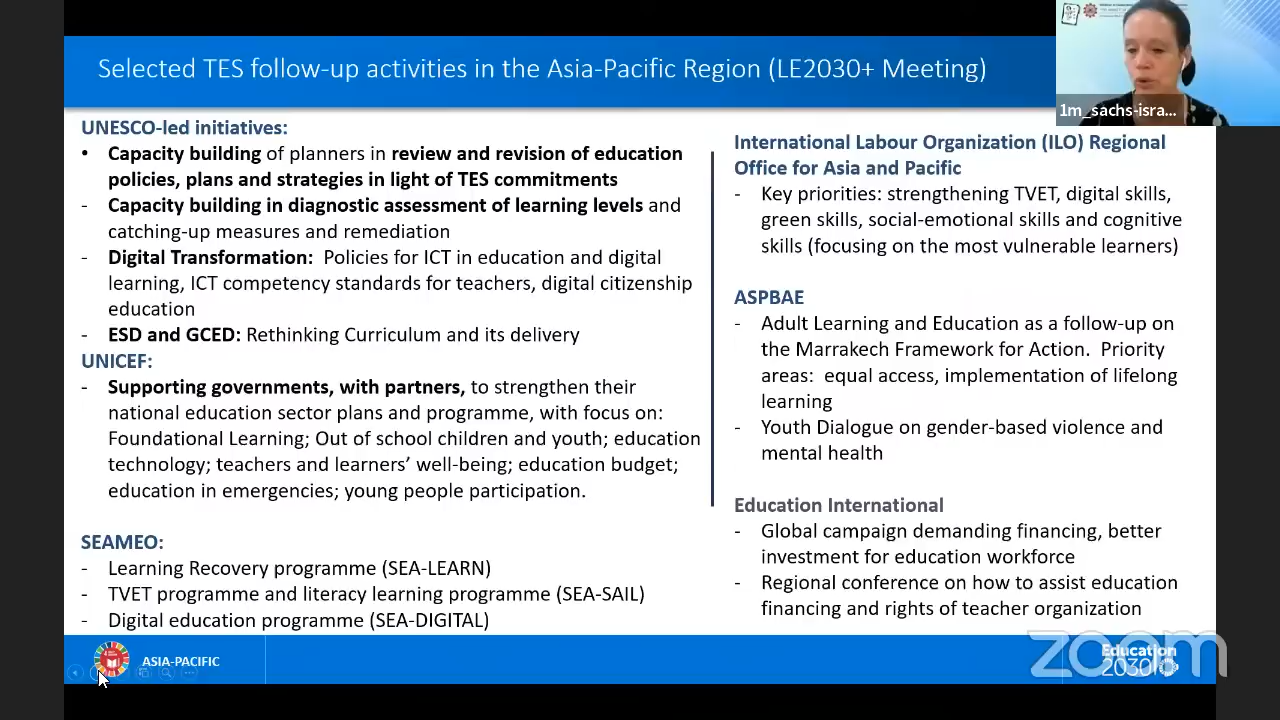 Selected TES follow-up activities in the Asia-Pacific Region (LE2030+ Meeting)
1m_sachs-isra...
UNESCO-led initiatives:
• Capacity building of planners in review and revision of education
policies, plans and strategies in light of TES commitments
- Capacity building in diagnostic assessment of learning levels and
catching-up measures and remediation
- Digital Transformation: Policies for ICT in education and digital
learning, ICT competency standards for teachers, digital citizenship
education
- ESD and GCED: Rethinking Curriculum and its delivery
UNICEF:
- Supporting governments, with partners, to strengthen their
national education sector plans and programme, with focus on:
Foundational Learning; Out of school children and youth; education
technology; teachers and learners' well-being; education budget;
education in emergencies; young people participation.
SEAMEO:
- Learning Recovery programme (SEA-LEARN)
- TVET programme and literacy learning programme (SEA-SAIL)
- Digital education programme (SEA-DIGITAL)
International Labour Organization (ILO) Regional
Office for Asia and Pacific
- Key priorities: strengthening TVET, digital skills,
green skills, social-emotional skills and cognitive
skills (focusing on the most vulnerable learners)
ASPBAE
- Adult Learning and Education as a follow-up on
the Marrakech Framework for Action. Priority
areas: equal access, implementation of lifelong
learning
- Youth Dialogue on gender-based violence and
mental health
Education International
- Global campaign demanding financing, better
investment for education workforce
- Regional conference on how to assist education
financing and rights of teacher organization
ASIA-PACIFIC
Education
2030
zoom